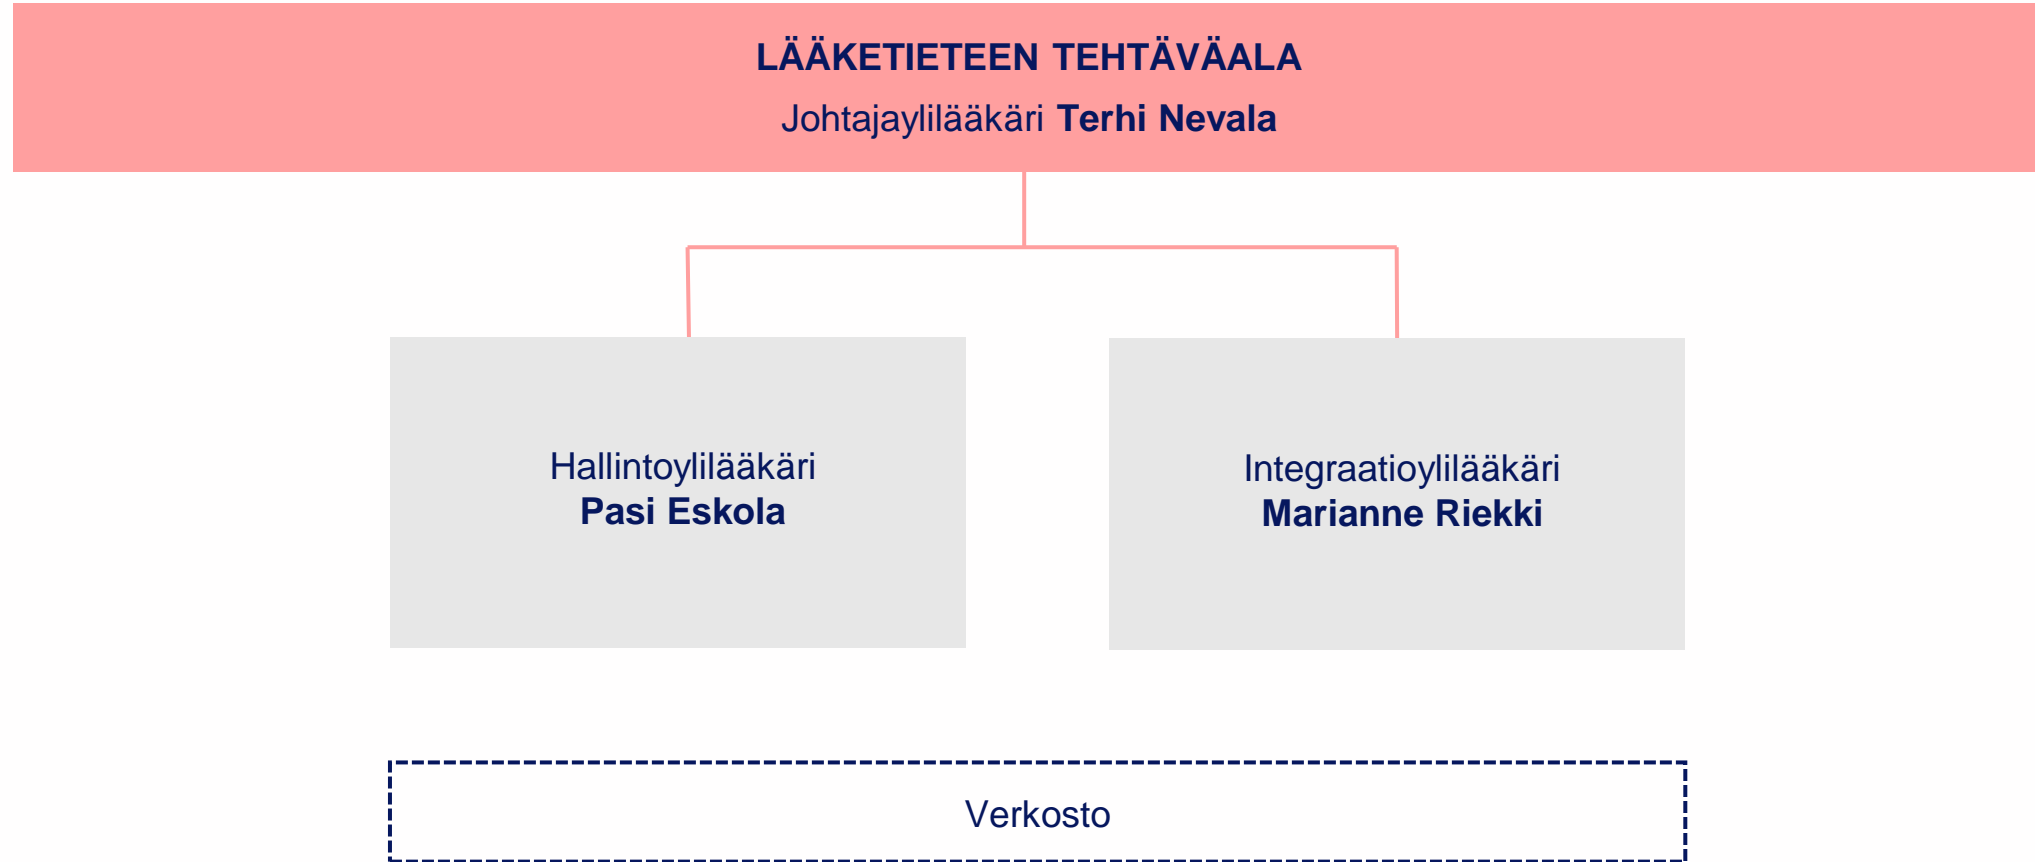 LÄÄKETIETEEN TEHTÄVÄALA
Johtajaylilääkäri Terhi Nevala
Hallintoylilääkäri
Pasi Eskola
Integraatioylilääkäri
Marianne Riekki
Verkosto